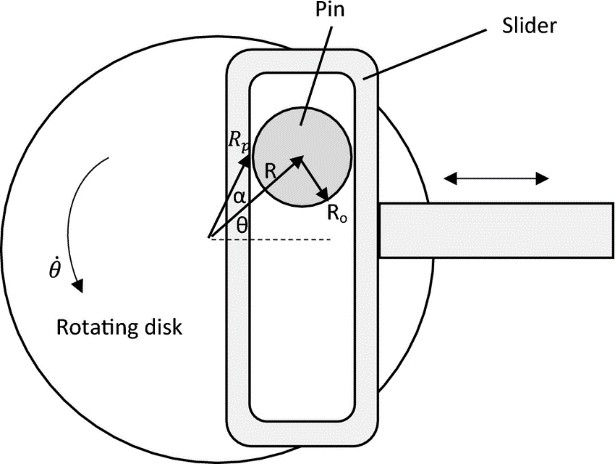 Pin
Slider
R_p
R
α
θ
R_o
θ̇
Rotating disk